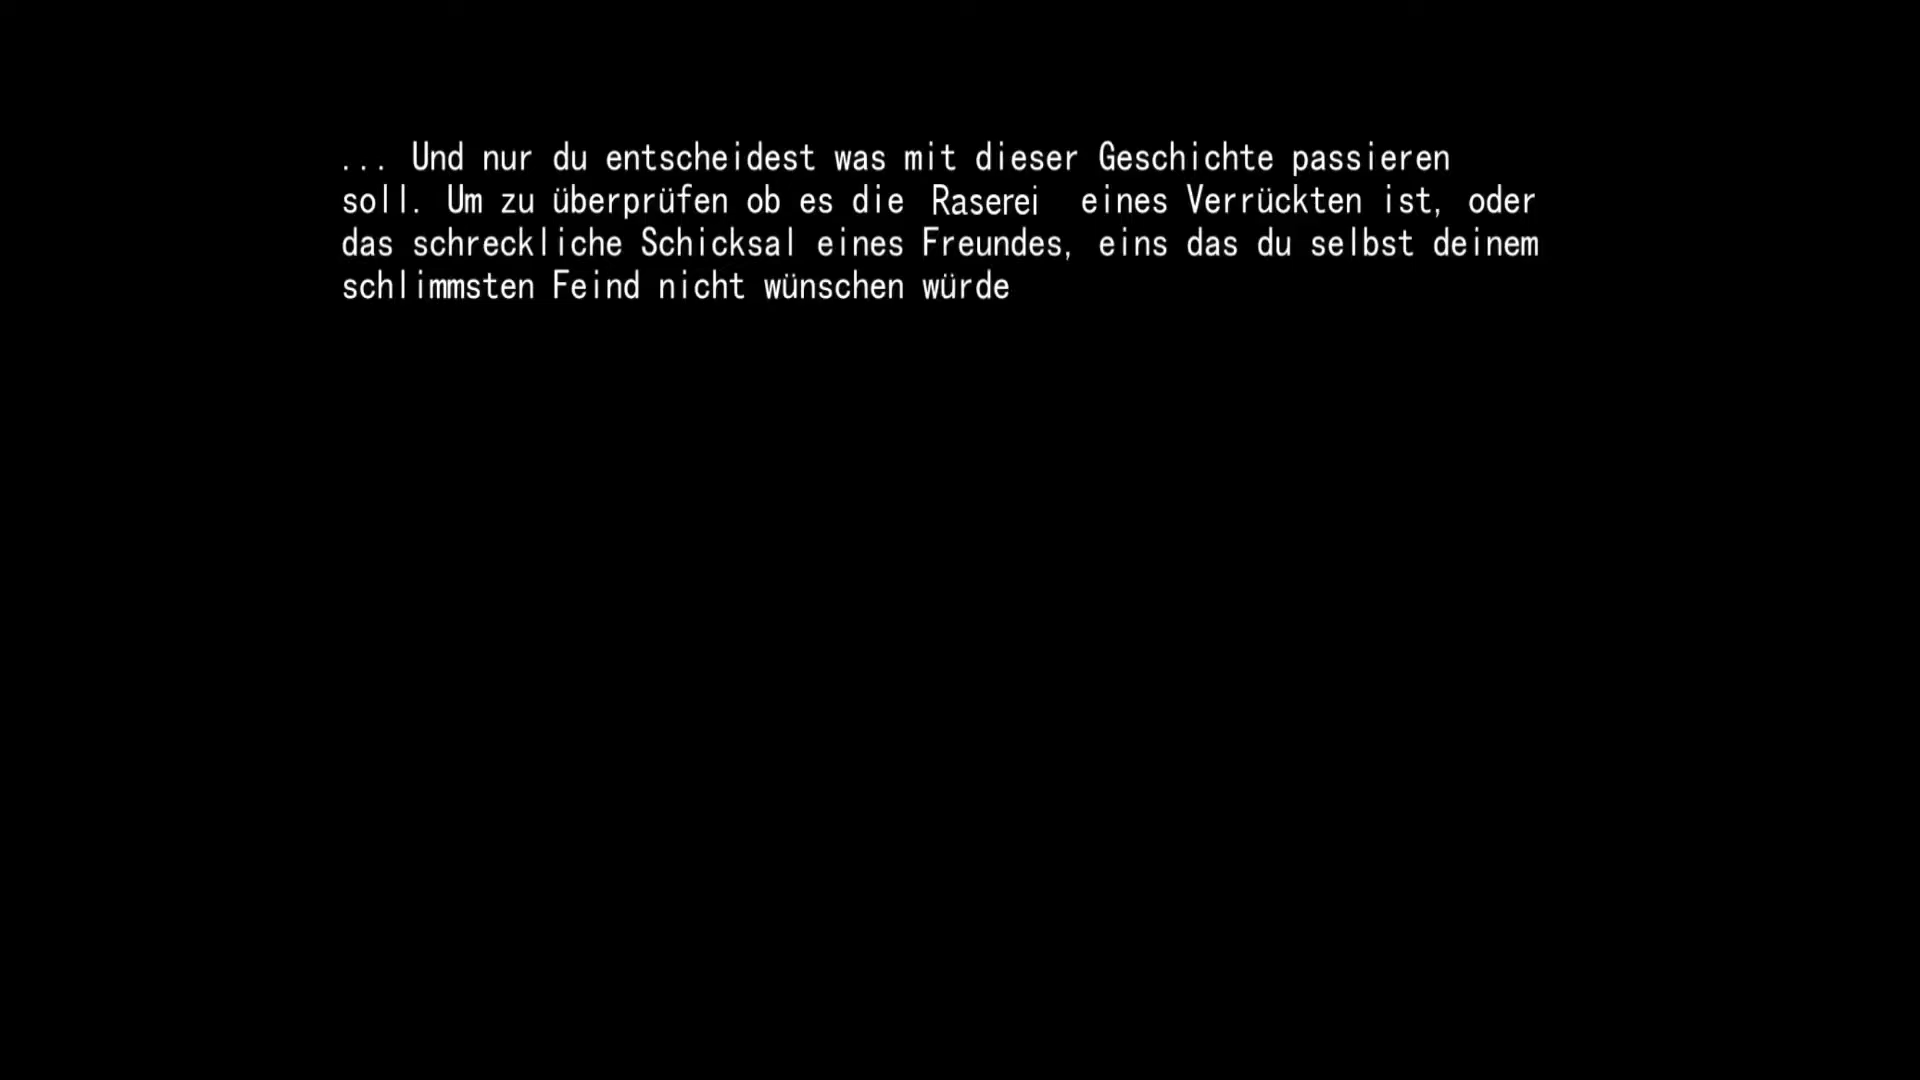 ... Und nur du entscheidest was mit dieser Geschichte passieren
soll. Um zu überprüfen ob es die Raserei eines Verrückten ist, oder
das schreckliche Schicksal eines Freundes, eins das du selbst deinem
schlimmsten Feind nicht wünschen würde